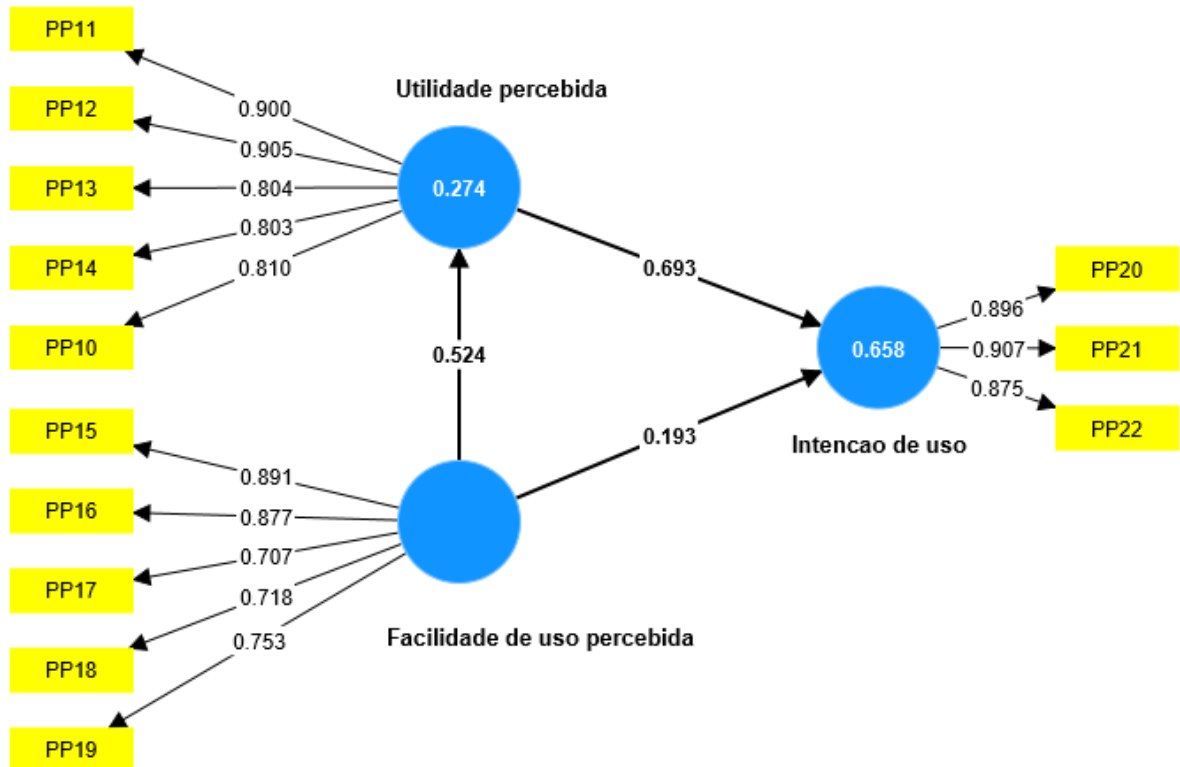 PP11
PP12
PP13
PP14
PP10
0.900
0.905
0.804
0.803
0.810
Utilidade percebida
0.274
0.524
0.693
0.193
PP15
PP16
PP17
PP18
PP19
0.891
0.877
0.707
0.718
0.753
Facilidade de uso percebida
0.658
Intencao de uso
0.896
0.907
0.875
PP20
PP21
PP22